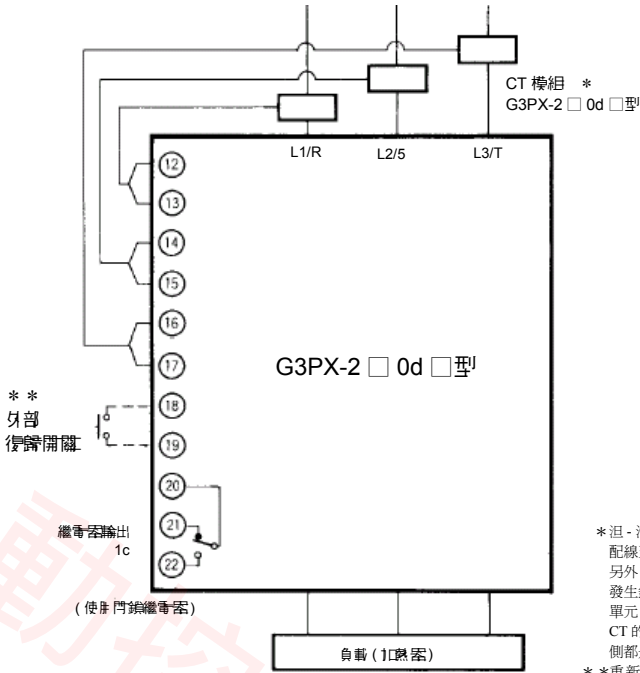 CT 模組 *
G3PX-2 □ 0d □型
L1/R L2/5 L3/T
12
13
14
15
16
17
18
19
20
21
22
G3PX-2 □ 0d □型
* *
外部
復歸開關
繼電器輸出
1c
(使用門鎖繼電器)
負載(加熱器)
配線
另外
發生
單元
CT 的
側都
* *重新